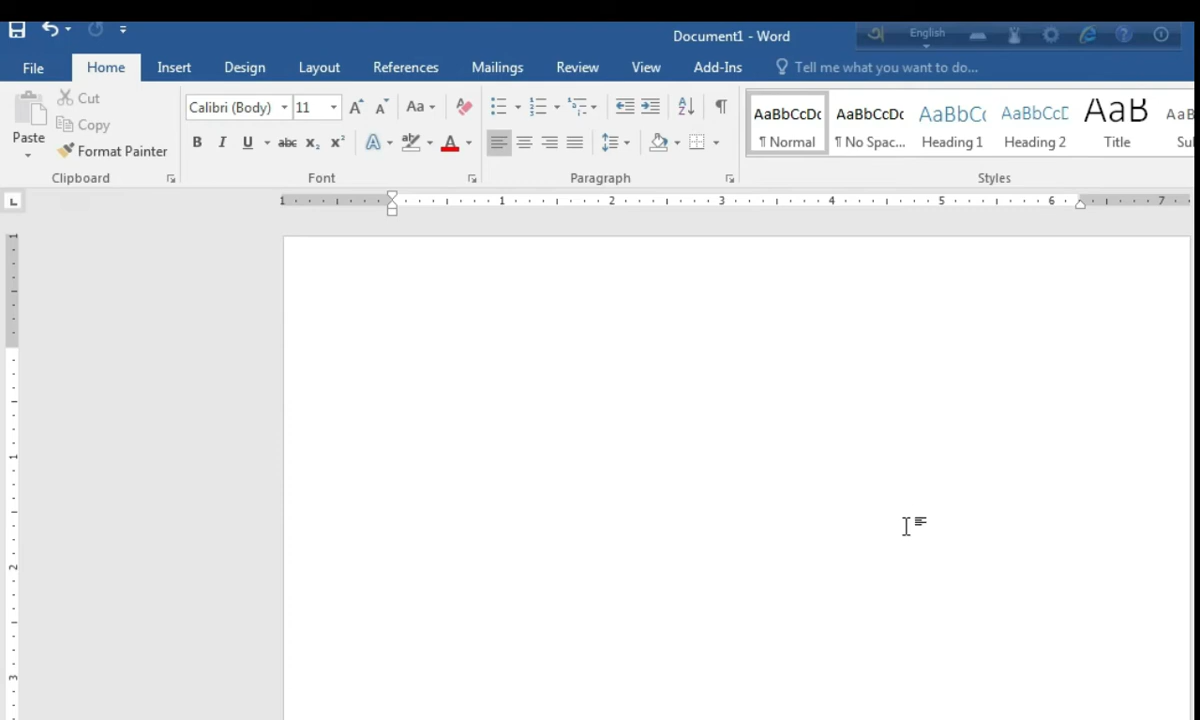 Document1 - Word
অ English
File Home Insert Design Layout References Mailings Review View Add-Ins Tell me what you want to do...
Paste Cut
Copy
Format Painter
Clipboard
Calibri (Body) 11 A A Aa
B I U abc x₂ x² A aby A
Font
Paragraph
AaBbCcDc AaBbCcDc AaBbCc AaBbCcD AaB
¶ Normal ¶ No Spac... Heading 1 Heading 2 Title
Styles
1 1 2 3 4 5 6 7
1
1
2
3